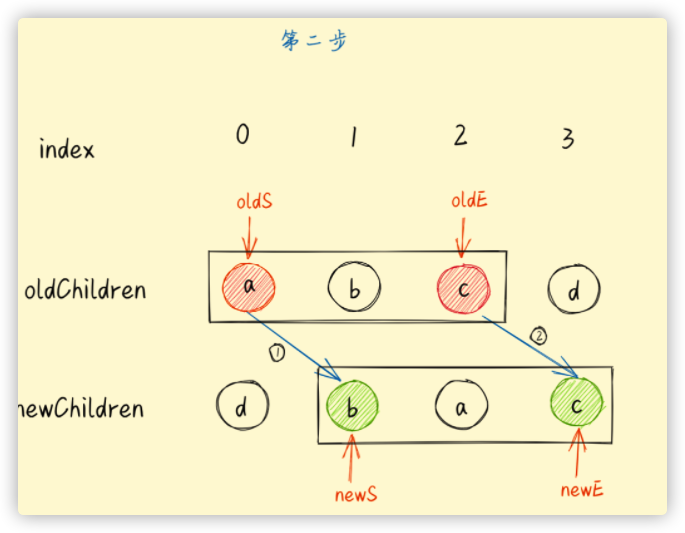 第二步
index 0 1 2 3
oldS oldE
oldChildren a b c d
① ②
newChildren d b a c
newS newE